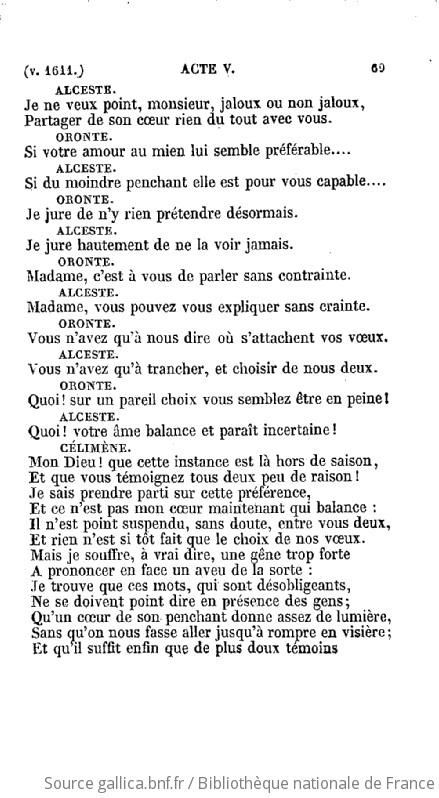 (v. 1611.) ACTE V. 69
ALCESTE.
Je ne veux point, monsieur, jaloux ou non jaloux,
Partager de son cœur rien du tout avec vous.
ORONTE.
Si votre amour au mien lui semble préférable....
ALCESTE.
Si du moindre penchant elle est pour vous capable....
ORONTE.
Je jure de n'y rien prétendre désormais.
ALCESTE.
Je jure hautement de ne la voir jamais.
ORONTE.
Madame, c'est à vous de parler sans contrainte.
ALCESTE.
Madame, vous pouvez vous expliquer sans crainte.
ORONTE.
Vous n'avez qu'à nous dire où s'attachent vos vœux.
ALCESTE.
Vous n'avez qu'à trancher, et choisir de nous deux.
ORONTE.
Quoi! sur un pareil choix vous semblez être en peine!
ALCESTE.
Quoi! votre âme balance et paraît incertaine!
CÉLIMÈNE.
Mon Dieu! que cette instance est là hors de saison,
Et que vous témoignez tous deux peu de raison!
Je sais prendre parti sur cette préférence,
Et ce n'est pas mon cœur maintenant qui balance :
Il n'est point suspendu, sans doute, entre vous deux,
Et rien n'est si tôt fait que le choix de nos vœux.
Mais je souffre, à vrai dire, une gêne trop forte
A prononcer en face un aveu de la sorte :
Je trouve que ces mots, qui sont désobligeants,
Ne se doivent point dire en présence des gens;
Qu'un cœur de son penchant donne assez de lumière,
Sans qu'on nous fasse aller jusqu'à rompre en visière;
Et qu'il suffit enfin que de plus doux témoins
Source gallica.bnf.fr / Bibliothèque nationale de France